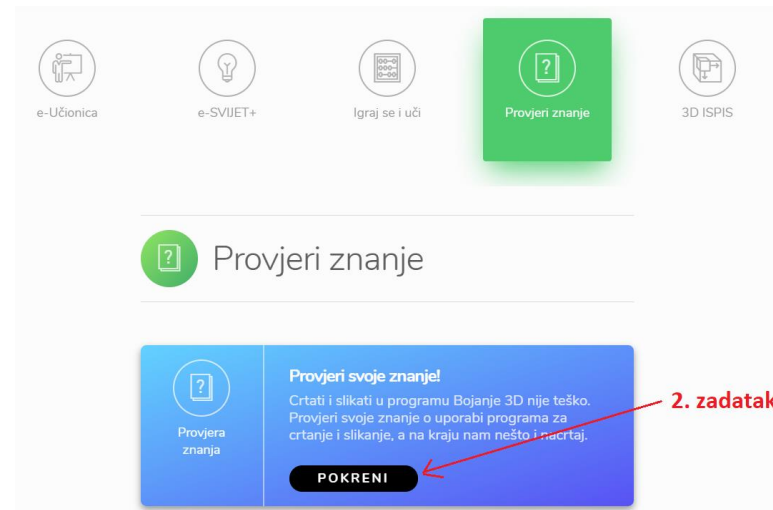 e-Učionica
e-SVIJET+
Igraj se i uči
Provjeri znanje
3D ISPIS
Provjeri znanje
Provjeri svoje znanje!
Crtati i slikati u programu Bojanje 3D nije teško.
Provjeri svoje znanje o uporabi programa za
crtanje i slikanje, a na kraju nam nešto i nacrtaj.
Provjera
znanja
POKRENI
2. zadatak